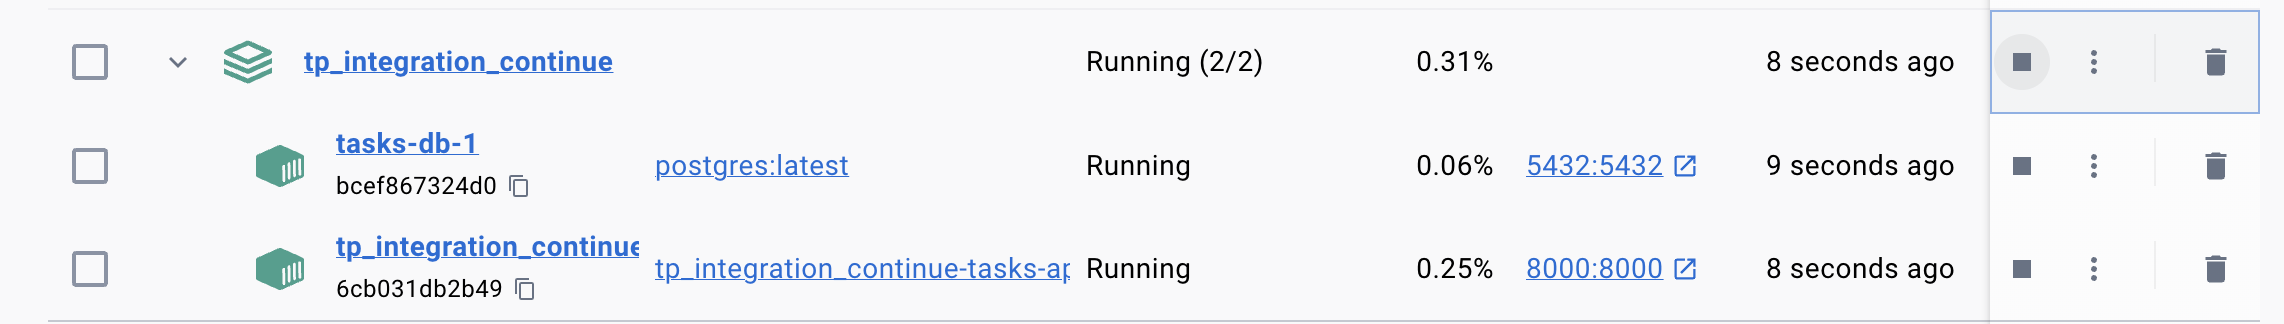 tp_integration_continue Running (2/2) 0.31% 8 seconds ago
tasks-db-1
bcef867324d0 postgres:latest Running 0.06% 5432:5432 9 seconds ago
tp_integration_continue
6cb031db2b49 tp_integration_continue-tasks-ap Running 0.25% 8000:8000 8 seconds ago